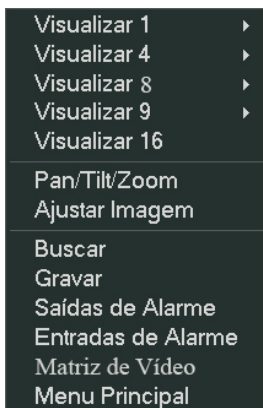 Visualizar 1
Visualizar 4
Visualizar 8
Visualizar 9
Visualizar 16
Pan/Tilt/Zoom
Ajustar Imagem
Buscar
Gravar
Saídas de Alarme
Entradas de Alarme
Matriz de Vídeo
Menu Principal